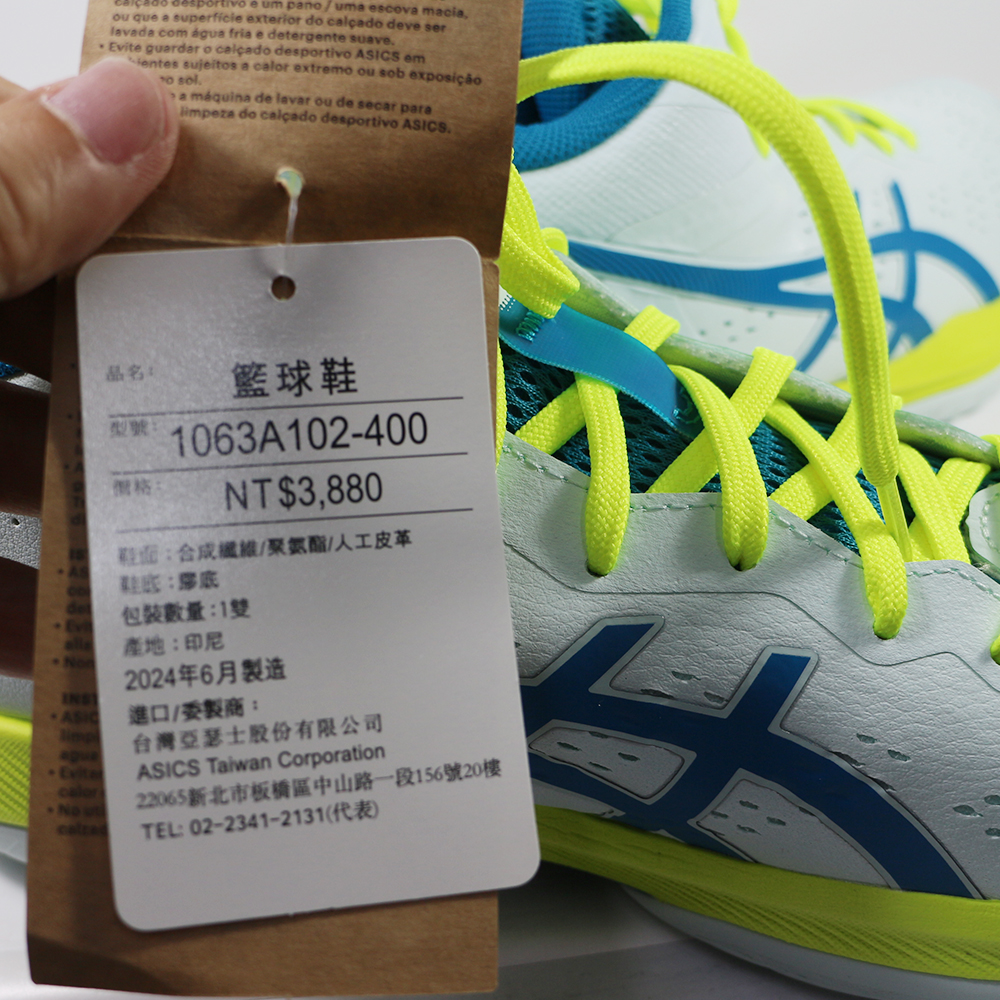 calçado desportivo e um pano / uma escova macia,
ou que a superfície exterior do calçado deve ser
lavada com água fria e detergente suave.
• Evite guardar o calçado desportivo ASICS em
sujeitos a calor extremo ou sob exposição
sol.
a máquina de lavar ou de secar para
limpeza do calçado desportivo ASICS.
品名: 籃球鞋
型號: 1063A102-400
價格: NT$3,880
鞋面:合成纖維/聚氨酯/人工皮革
鞋底:膠底
包裝數量:1雙
產地:印尼
2024年6月製造
進口/委製商:
台灣亞瑟士股份有限公司
ASICS Taiwan Corporation
22065新北市板橋區中山路一段156號20樓
TEL: 02-2341-2131(代表)